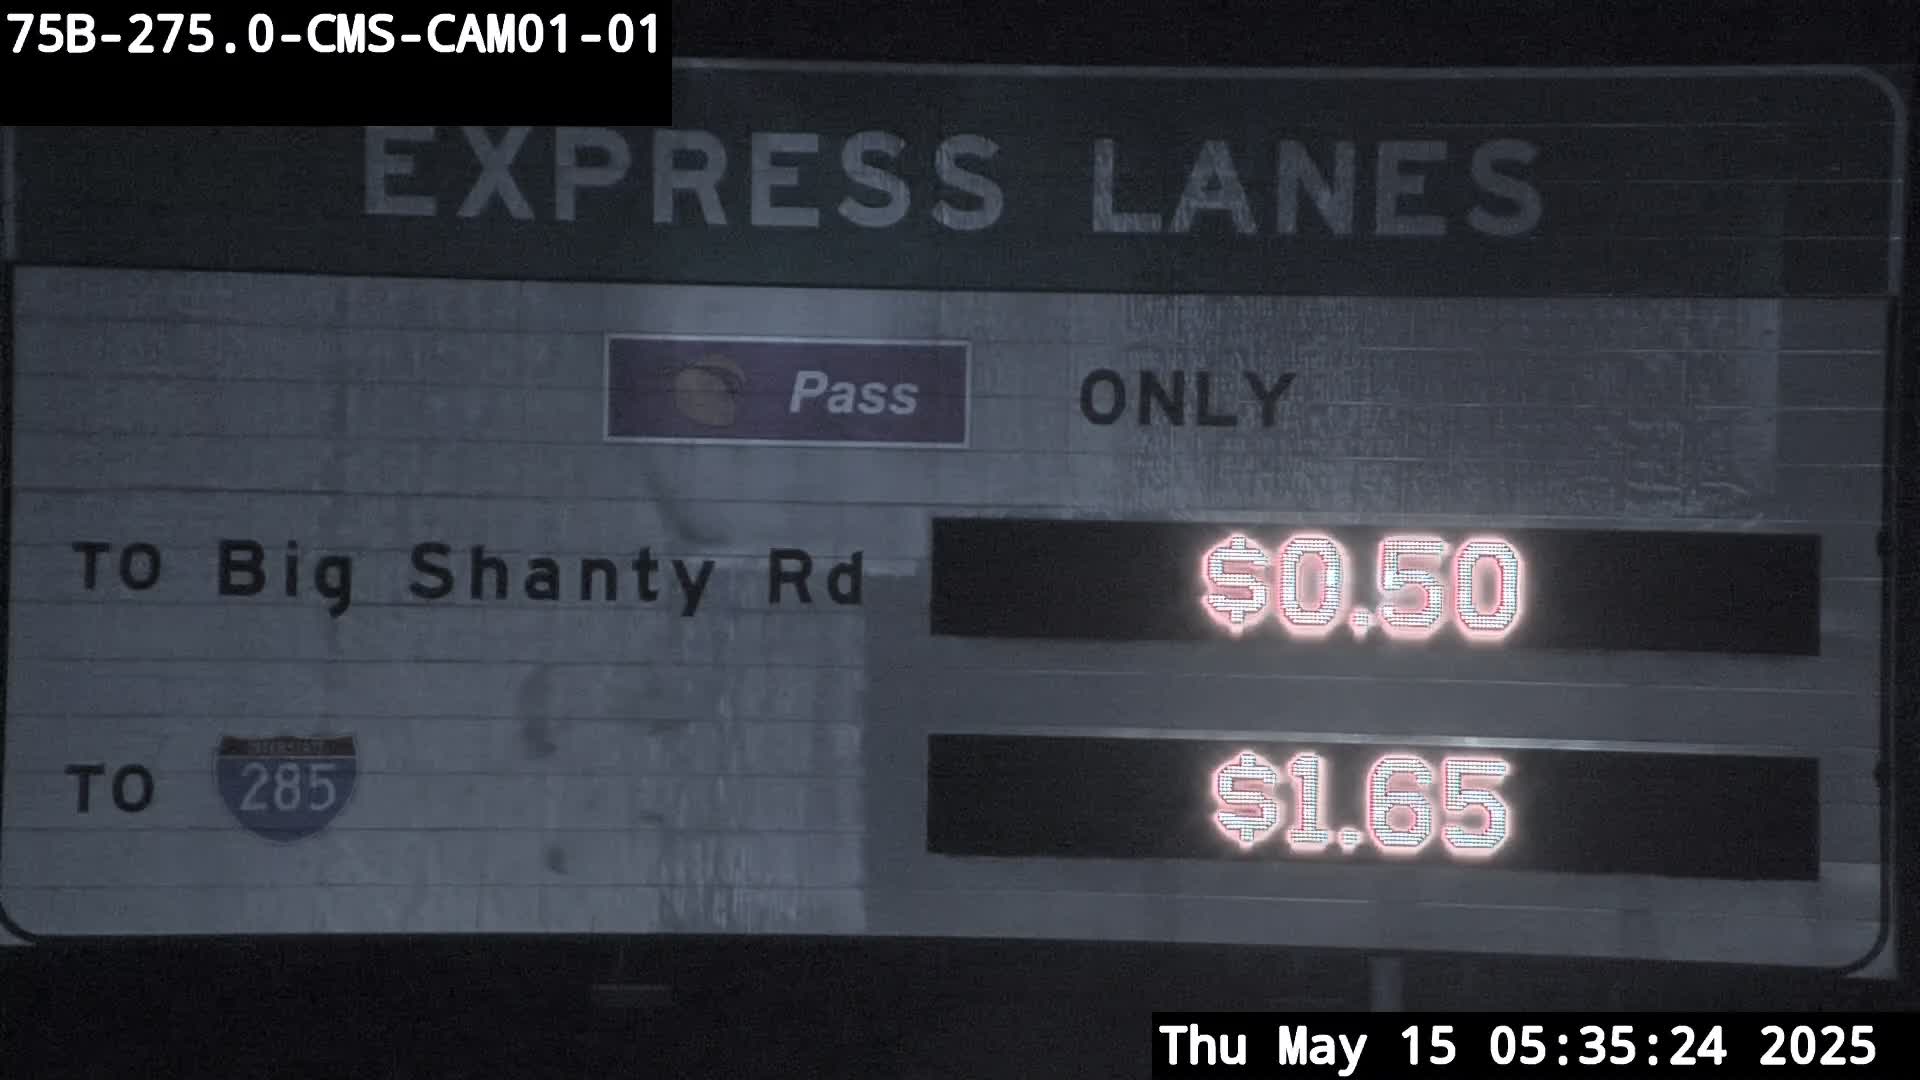 75B-275.0-CMS-CAM01-01
EXPRESS LANES
Pass ONLY
TO Big Shanty Rd $0.50
TO 285 $1.65
Thu May 15 05:35:24 2025